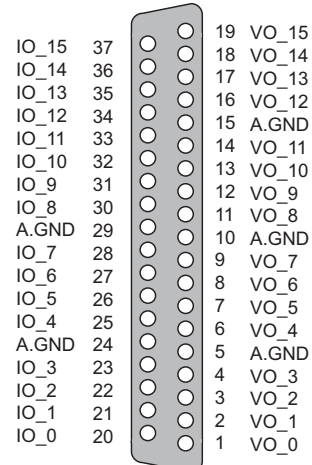 19 VO_15
IO_15 37
18 VO_14
IO_14 36
17 VO_13
IO_13 35
16 VO_12
IO_12 34
15 A.GND
IO_11 33
14 VO_11
IO_10 32
13 VO_10
IO_9 31
12 VO_9
IO_8 30
11 VO_8
A.GND 29
10 A.GND
IO_7 28
9 VO_7
IO_6 27
8 VO_6
IO_5 26
7 VO_5
IO_4 25
6 VO_4
A.GND 24
5 A.GND
IO_3 23
4 VO_3
IO_2 22
3 VO_2
IO_1 21
2 VO_1
IO_0 20
1 VO_0